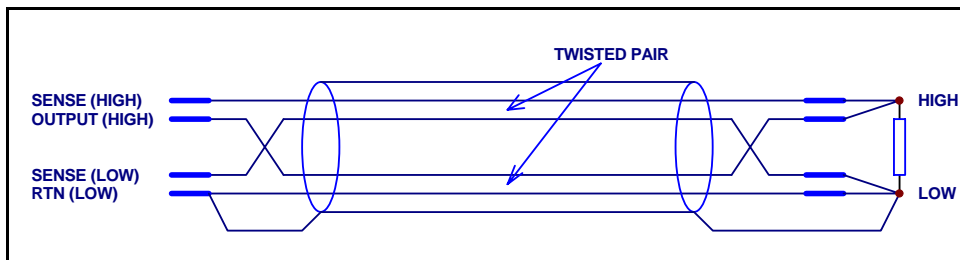 TWISTED PAIR
SENSE (HIGH)
HIGH
OUTPUT (HIGH)
SENSE (LOW)
RTN (LOW)
LOW